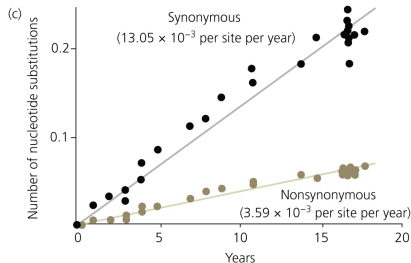 (c)
Number of nucleotide substitutions
0.2
0.1
Synonymous
(13.05 × 10⁻³ per site per year)
Nonsynonymous
(3.59 × 10⁻³ per site per year)
0
5
10
15
20
Years